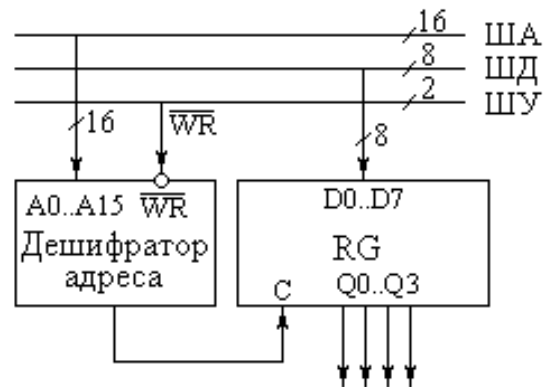 16 ША
8 ШД
2 ШУ
16 WR 8
A0..A15 WR D0..D7
Дешифратор RG
адреса
C Q0..Q3